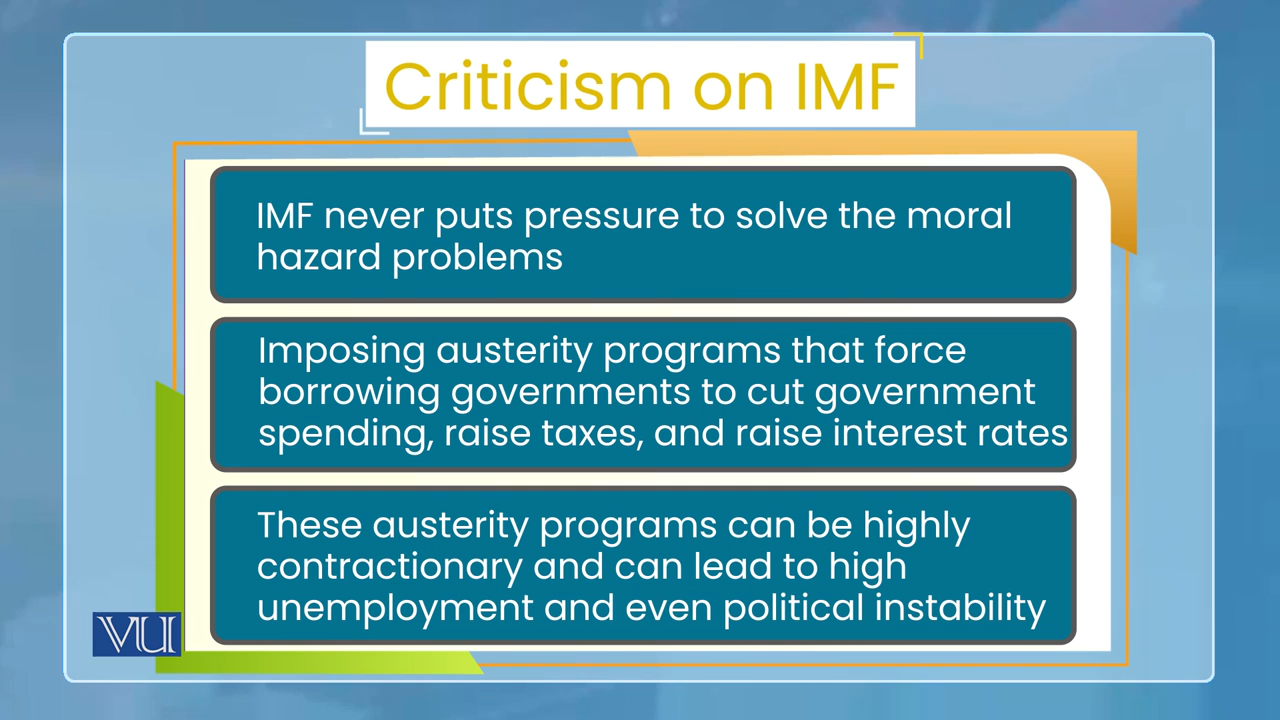 Criticism on IMF
IMF never puts pressure to solve the moral
hazard problems
Imposing austerity programs that force
borrowing governments to cut government
spending, raise taxes, and raise interest rates
These austerity programs can be highly
contractionary and can lead to high
unemployment and even political instability
VU